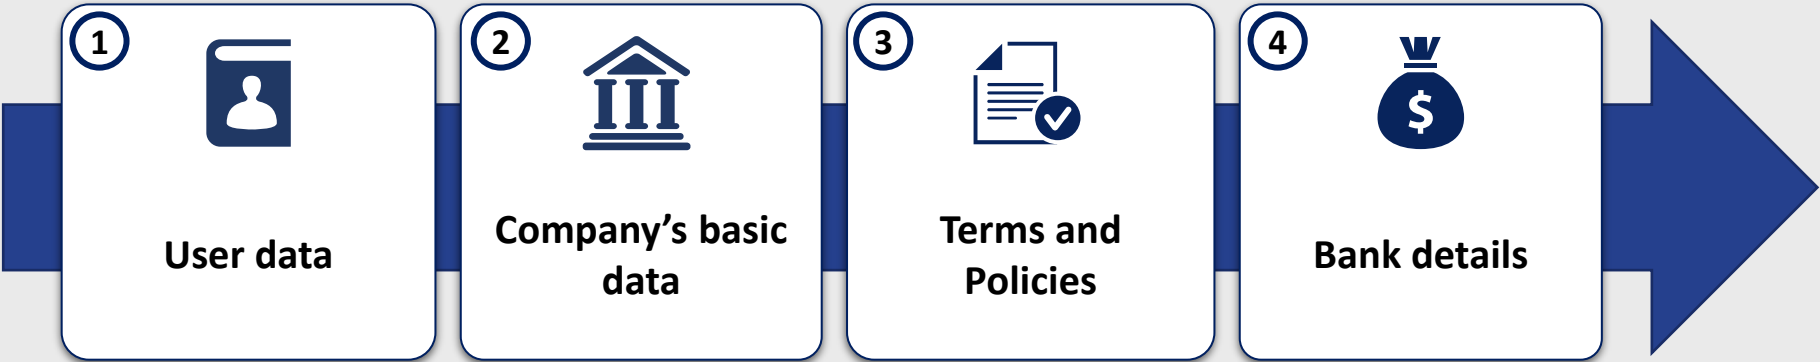 1
User data
2
Company’s basic
data
3
Terms and
Policies
4
$
Bank details